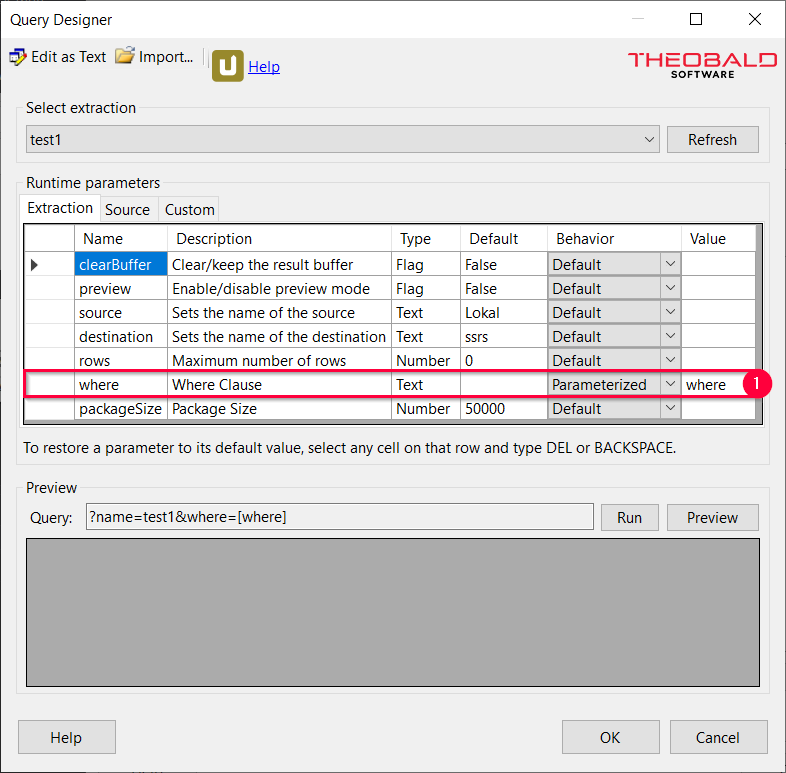 Query Designer
Edit as Text Import... Help
THEOBALD
SOFTWARE
Select extraction
test1 Refresh
Runtime parameters
Extraction Source Custom
Name Description Type Default Behavior Value
clearBuffer Clear/keep the result buffer Flag False Default
preview Enable/disable preview mode Flag False Default
source Sets the name of the source Text Lokal Default
destination Sets the name of the destination Text ssrs Default
rows Maximum number of rows Number 0 Default
where Where Clause Text Parameterized where 1
packageSize Package Size Number 50000 Default
To restore a parameter to its default value, select any cell on that row and type DEL or BACKSPACE.
Preview
Query: ?name=test1&where=[where] Run Preview
Help OK Cancel